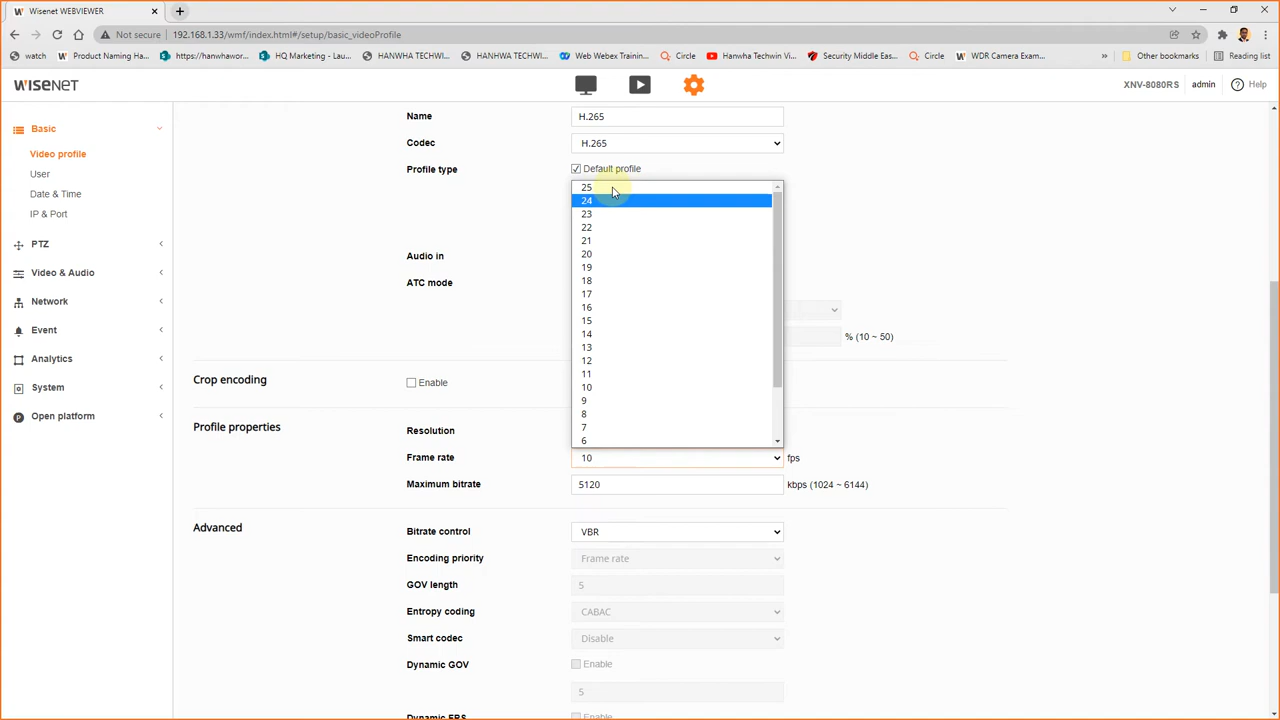 Wisenet WEBVIEWER
Not secure 192.168.1.33/wmf/index.html#/setup/basic_videoProfile
watch Product Naming Ha... https://hanwhawor... HQ Marketing - Lau... HANWHA TECHWI... HANHWA TECHWI... Web Webex Training... Circle Hanwha Techwin Vi... Security Middle Eas... Circle WDR Camera Exam... » Other bookmarks Reading list
WISENET XNV-8080RS admin ? Help
Basic
Video profile
User
Date & Time
IP & Port
PTZ
Video & Audio
Network
Event
Analytics
System
P Open platform
Name H.265
Codec H.265
Profile type Default profile
25
24
23
22
21
20
19
18
17
16
15
14
13
12
11
10
9
8
7
6
Audio in
ATC mode
% (10 ~ 50)
Crop encoding Enable
Profile properties Resolution
Frame rate 10 fps
Maximum bitrate 5120 kbps (1024 ~ 6144)
Advanced Bitrate control VBR
Encoding priority Frame rate
GOV length 5
Entropy coding CABAC
Smart codec Disable
Dynamic GOV Enable
5
Dynamic FPS Enable